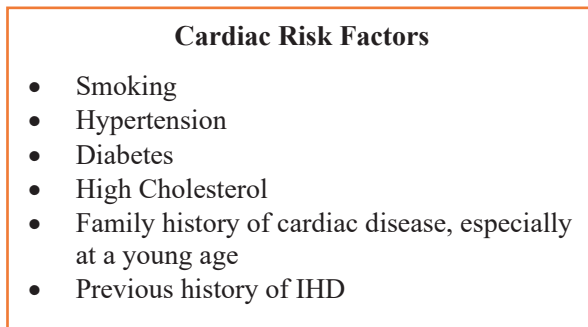 Cardiac Risk Factors
• Smoking
• Hypertension
• Diabetes
• High Cholesterol
• Family history of cardiac disease, especially
at a young age
• Previous history of IHD